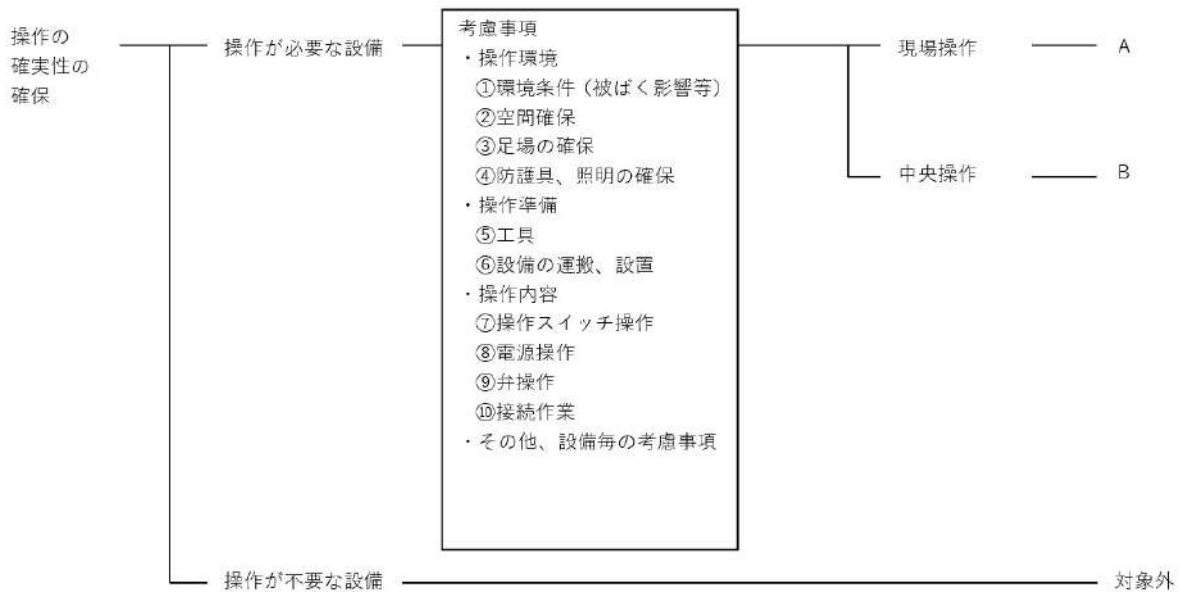 操作の
確実性の
確保
操作が必要な設備
考慮事項
・操作環境
①環境条件（被ばく影響等）
②空間確保
③足場の確保
④防護具、照明の確保
・操作準備
⑤工具
⑥設備の運搬、設置
・操作内容
⑦操作スイッチ操作
⑧電源操作
⑨弁操作
⑩接続作業
・その他、設備毎の考慮事項
現場操作
A
中央操作
B
操作が不要な設備
対象外